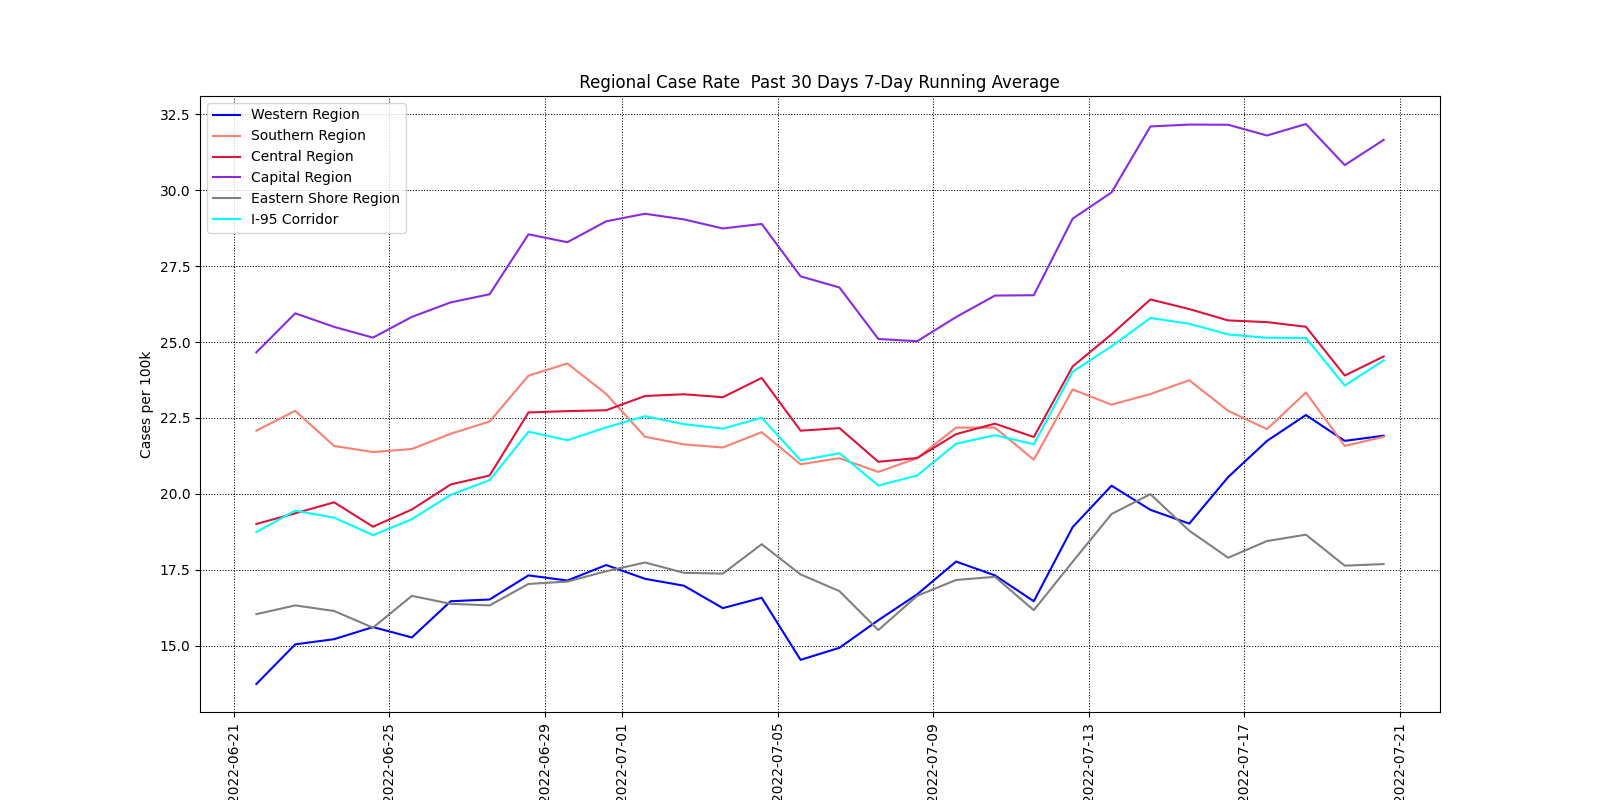 Regional Case Rate  Past 30 Days 7-Day Running Average
Western Region
Southern Region
Central Region
Capital Region
Eastern Shore Region
I-95 Corridor
Cases per 100k
32.5
30.0
27.5
25.0
22.5
20.0
17.5
15.0
2022-06-21
2022-06-25
2022-06-29
2022-07-01
2022-07-05
2022-07-09
2022-07-13
2022-07-17
2022-07-21